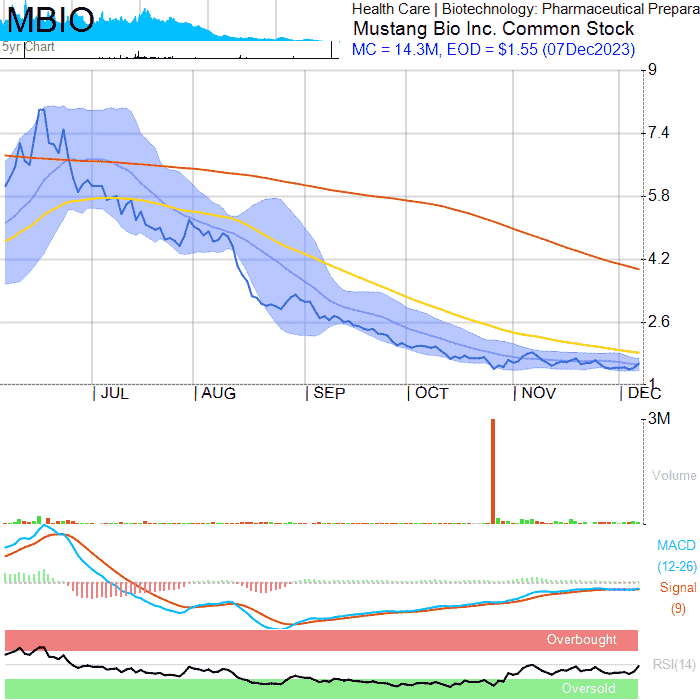 MBIO
5yr Chart
Health Care | Biotechnology: Pharmaceutical Prepara
Mustang Bio Inc. Common Stock
MC = 14.3M, EOD = $1.55 (07Dec2023)
9
7.4
5.8
4.2
2.6
1
JUL AUG SEP OCT NOV DEC
3M
Volume
MACD
(12-26)
Signal
(9)
Overbought
RSI(14)
Oversold